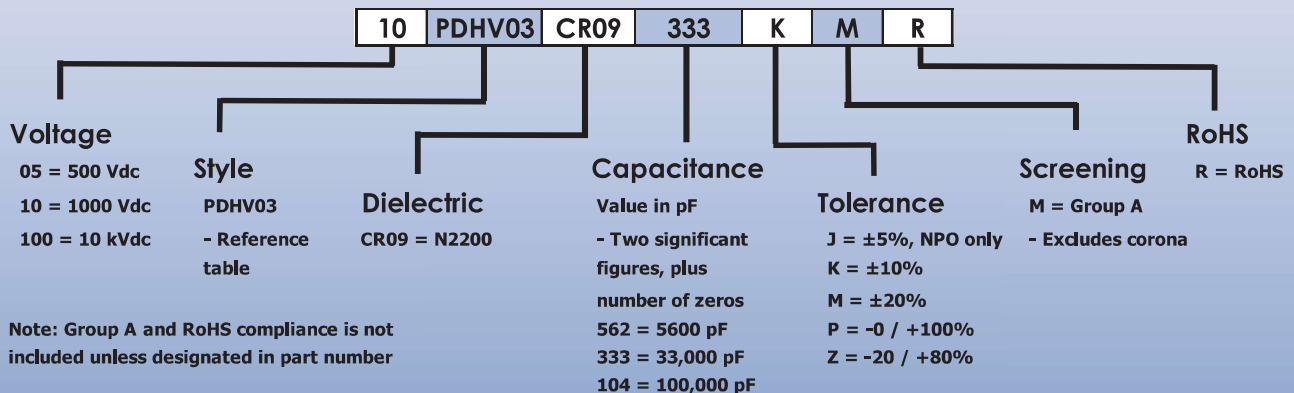 10 PDHV03 CR09 333 K M R
Voltage
05 = 500 Vdc
10 = 1000 Vdc
100 = 10 kVdc
Style
PDHV03
- Reference
table
Dielectric
CR09 = N2200
Capacitance
Value in pF
- Two significant
figures, plus
number of zeros
562 = 5600 pF
333 = 33,000 pF
104 = 100,000 pF
Tolerance
J = ±5%, NPO only
K = ±10%
M = ±20%
P = -0 / +100%
Z = -20 / +80%
Screening
M = Group A
- Excludes corona
RoHS
R = RoHS
Note: Group A and RoHS compliance is not
included unless designated in part number